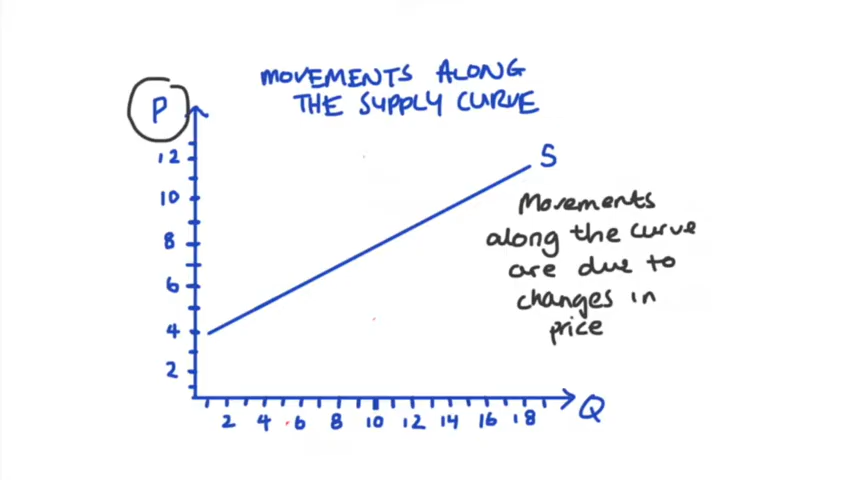 MOVEMENTS ALONG
THE SUPPLY CURVE
P
12
10
8
6
4
2
S
Movements
along the curve
are due to
changes in
price
2 4 6 8 10 12 14 16 18
Q